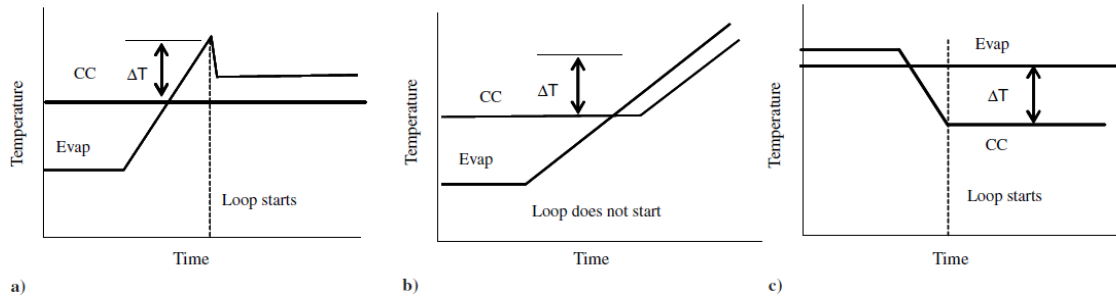 Temperature
CC
ΔT
Evap
Loop starts
Time
a)
Temperature
CC
ΔT
Evap
Loop does not start
Time
b)
Temperature
Evap
ΔT
CC
Loop starts
Time
c)